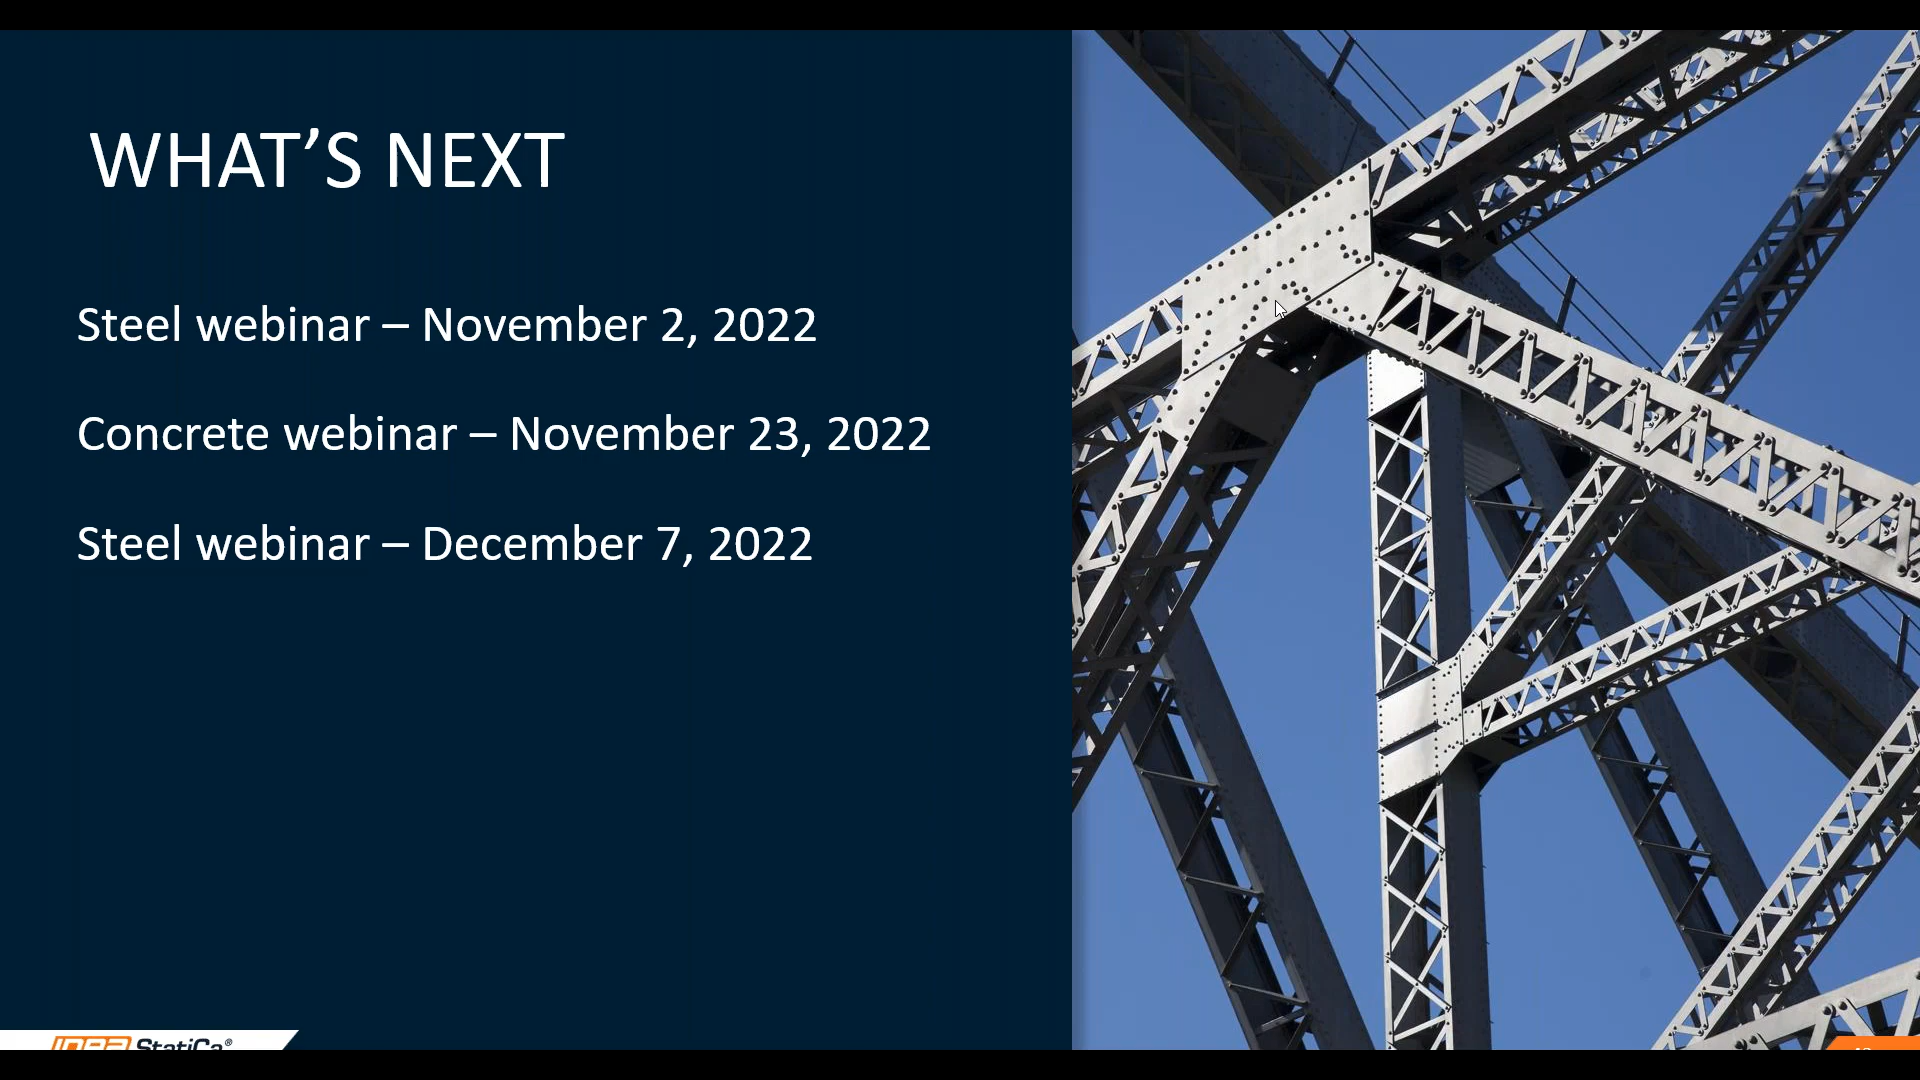 WHAT’S NEXT
Steel webinar – November 2, 2022
Concrete webinar – November 23, 2022
Steel webinar – December 7, 2022
IDEA StatiCa®